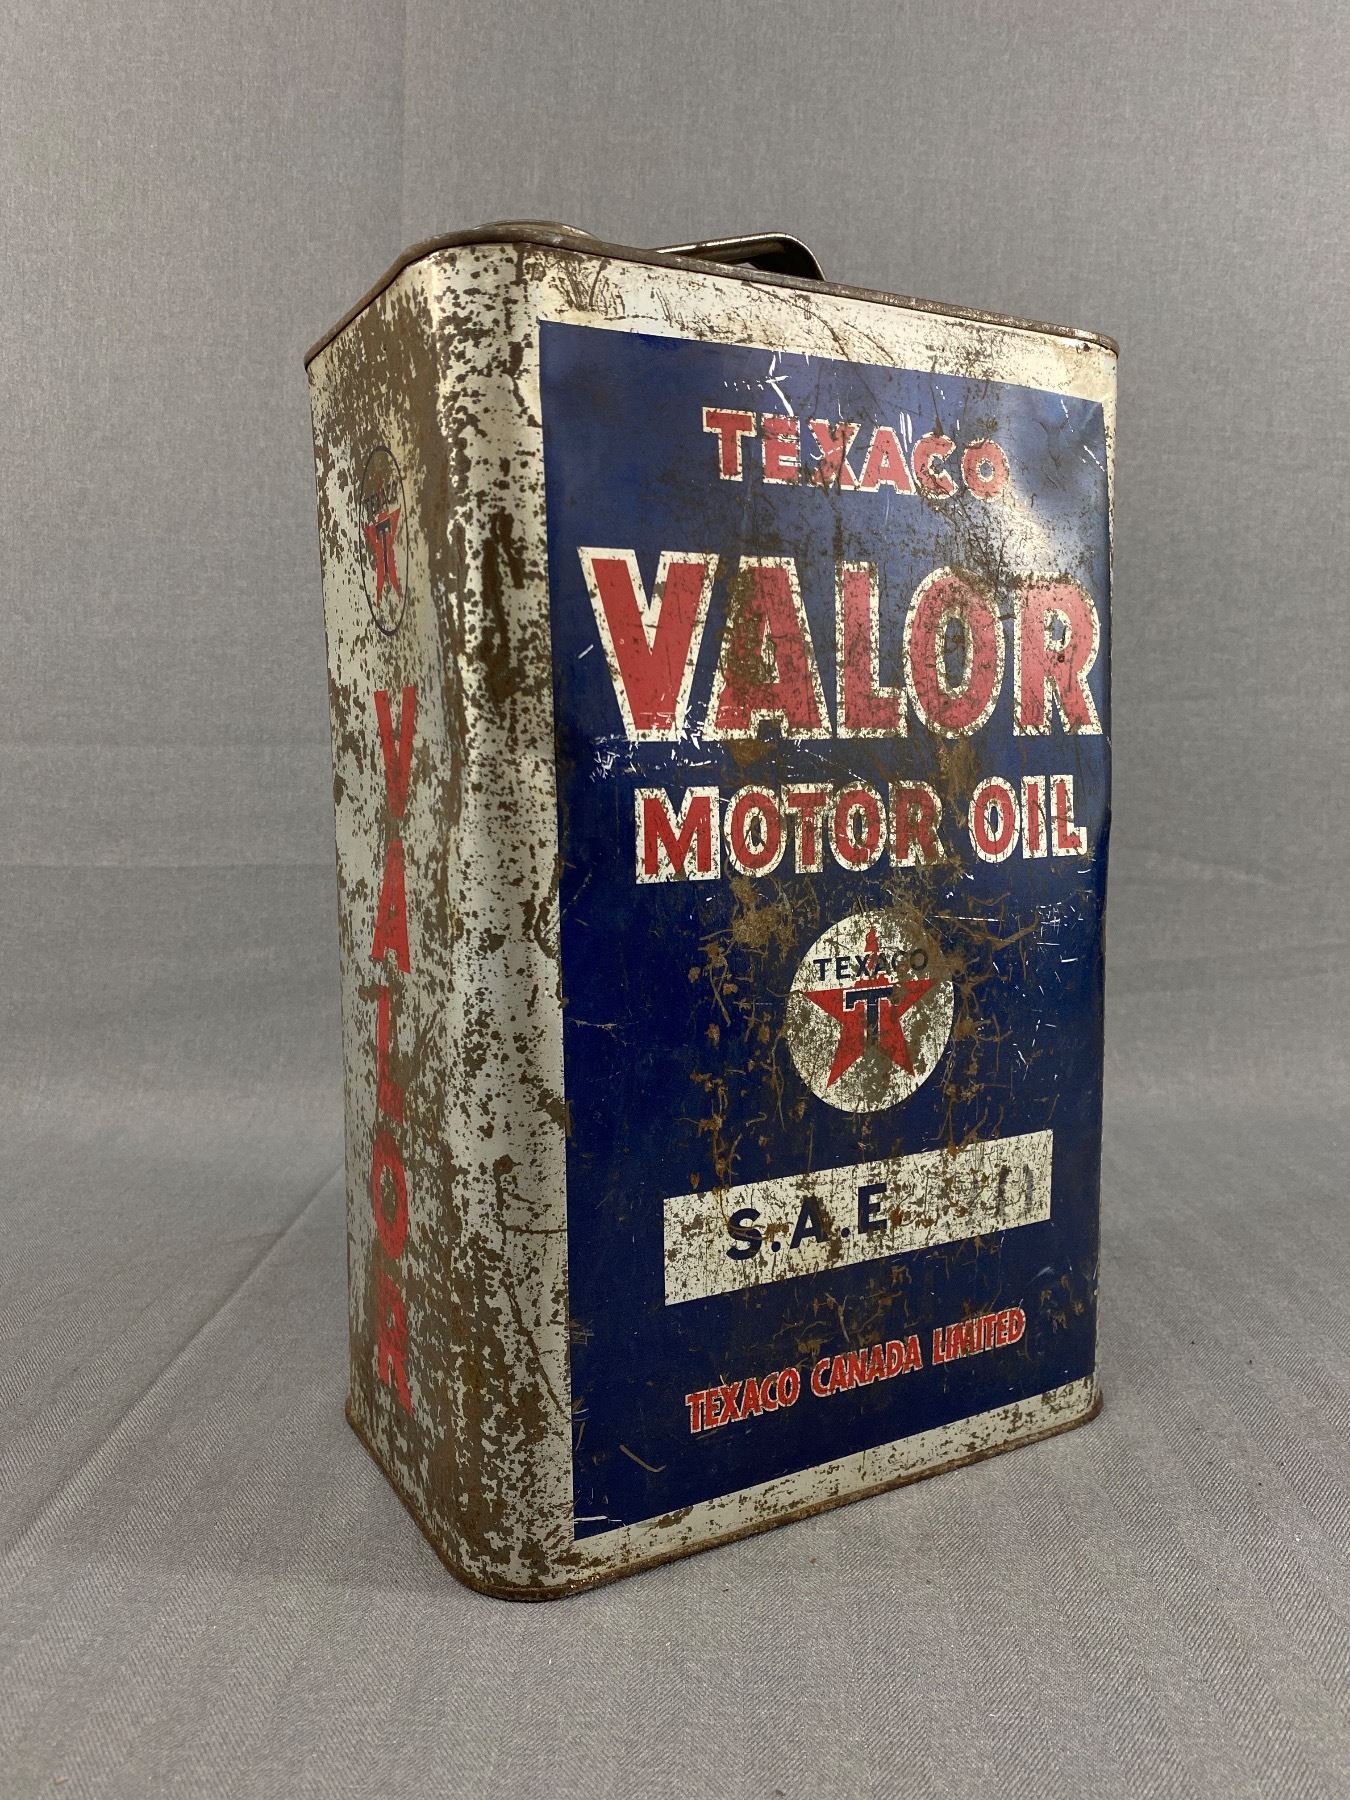 TEXACO
VALOR
MOTOR OIL
TEXACO
T
S.A.E.
TEXACO CANADA LIMITED
TEXACO
T
VALOR